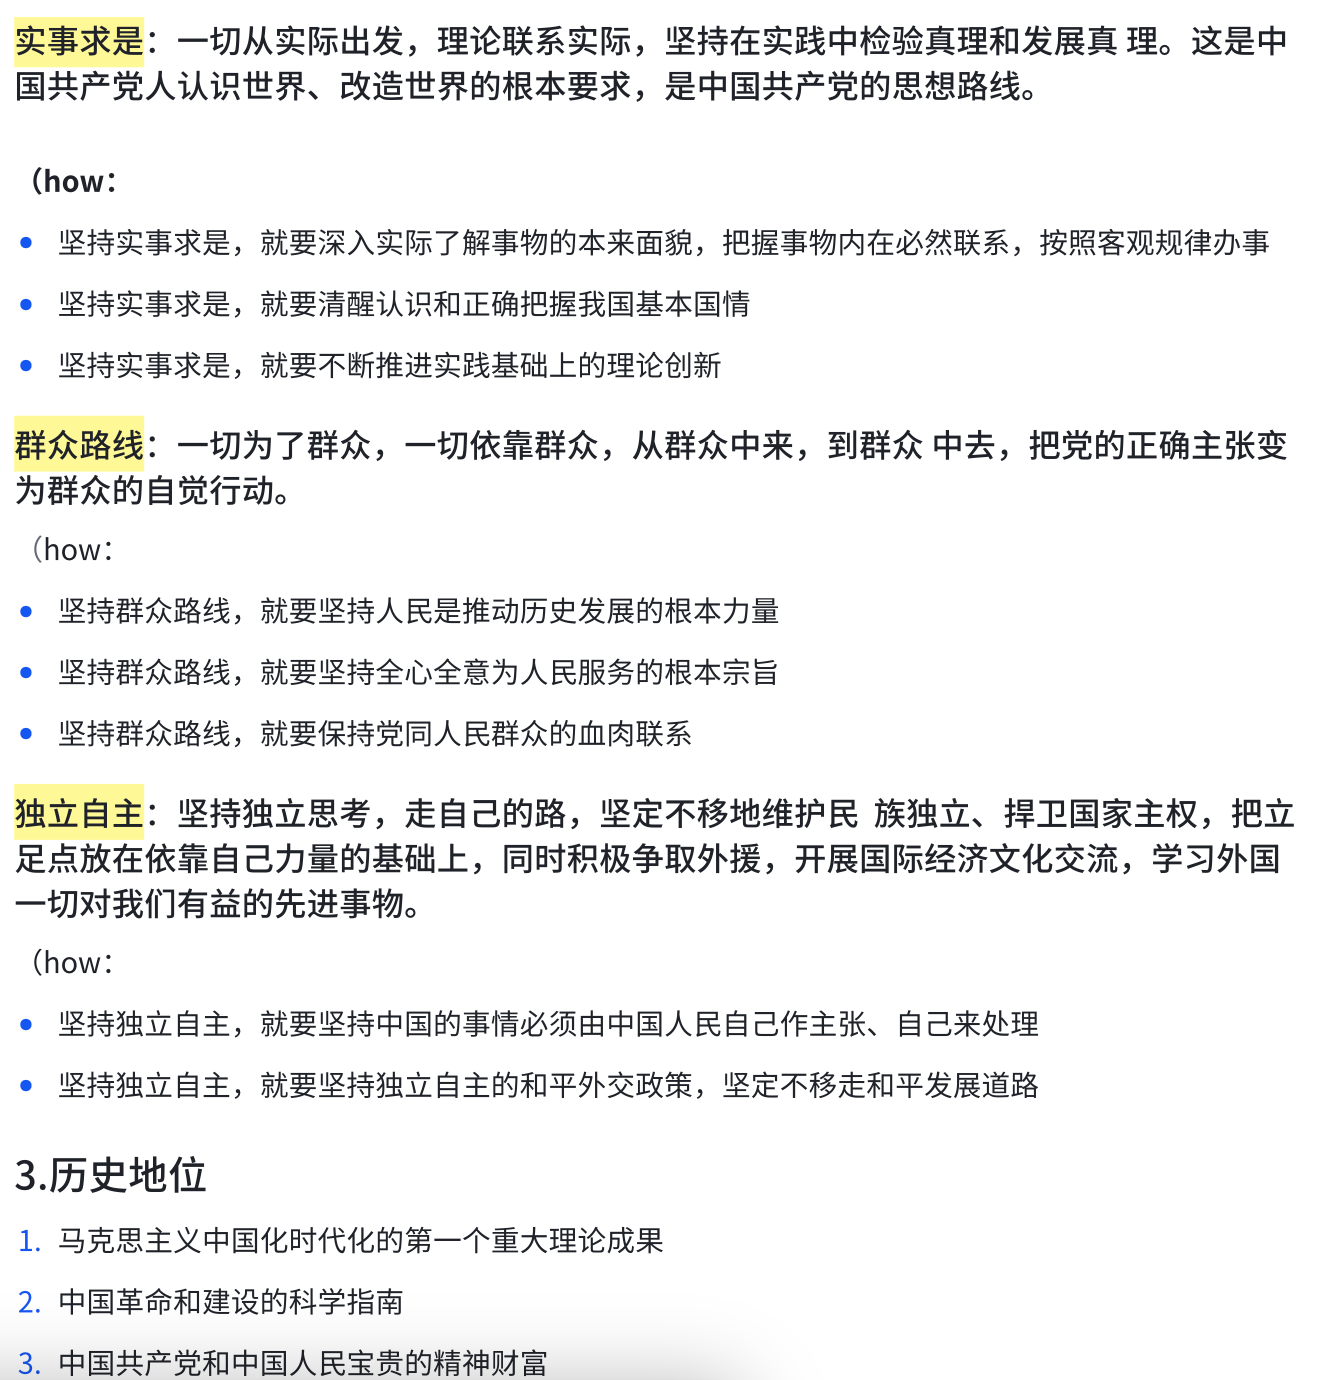 实事求是：一切从实际出发，理论联系实际，坚持在实践中检验真理和发展真 理。这是中
国共产党人认识世界、改造世界的根本要求，是中国共产党的思想路线。
（how：
• 坚持实事求是，就要深入实际了解事物的本来面貌，把握事物内在必然联系，按照客观规律办事
• 坚持实事求是，就要清醒认识和正确把握我国基本国情
• 坚持实事求是，就要不断推进实践基础上的理论创新
群众路线：一切为了群众，一切依靠群众，从群众中来，到群众 中去，把党的正确主张变
为群众的自觉行动。
（how：
• 坚持群众路线，就要坚持人民是推动历史发展的根本力量
• 坚持群众路线，就要坚持全心全意为人民服务的根本宗旨
• 坚持群众路线，就要保持党同人民群众的血肉联系
独立自主：坚持独立思考，走自己的路，坚定不移地维护民 族独立、捍卫国家主权，把立
足点放在依靠自己力量的基础上，同时积极争取外援，开展国际经济文化交流，学习外国
一切对我们有益的先进事物。
（how：
• 坚持独立自主，就要坚持中国的事情必须由中国人民自己作主张、自己来处理
• 坚持独立自主，就要坚持独立自主的和平外交政策，坚定不移走和平发展道路
3.历史地位
1. 马克思主义中国化时代化的第一个重大理论成果
2. 中国革命和建设的科学指南
3. 中国共产党和中国人民宝贵的精神财富